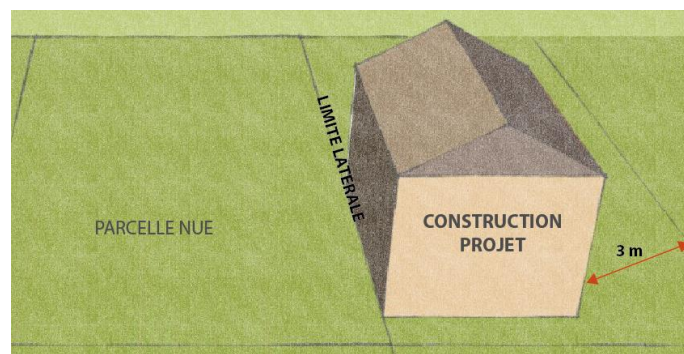 LIMITE LATERALE
PARCELLE NUE
CONSTRUCTION
PROJET
3 m